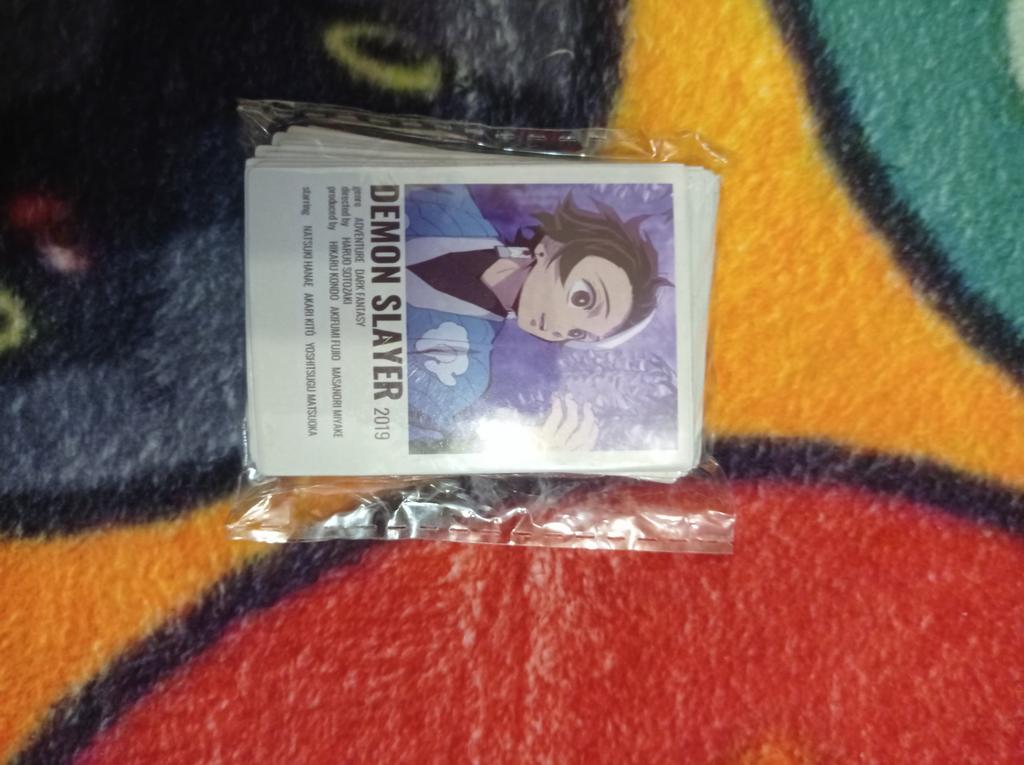 DEMON SLAYER 2019
genre ADVENTURE DARK FANTASY
directed by HARUO SOTOZAKI
produced by HIKARU KONDO AKIFUMI FUJIO MASANORI MIYAKE
starring NATSUKI HANAE AKARI KITŌ YOSHITSUGU MATSUOKA